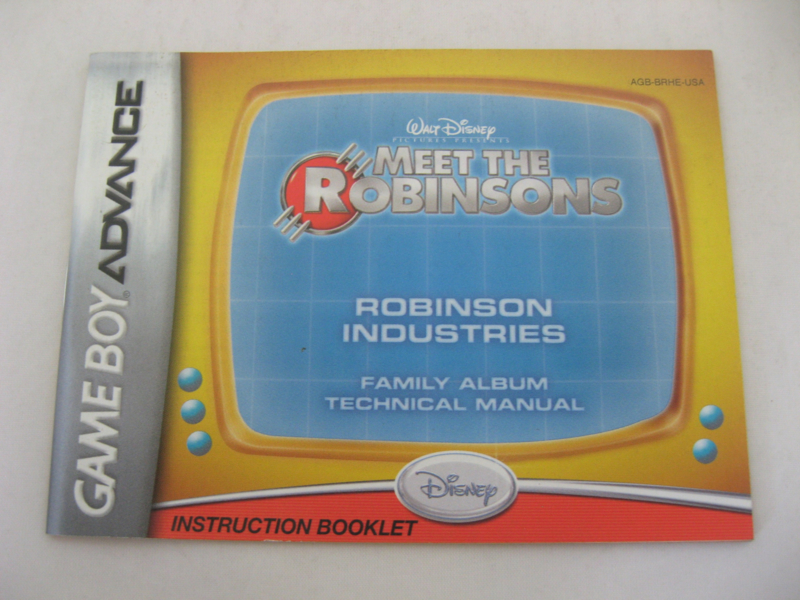 GAME BOY ADVANCE
AGB-BRHE-USA
WALT DISNEY
PICTURES PRESENTS
MEET THE
ROBINSONS
ROBINSON
INDUSTRIES
FAMILY ALBUM
TECHNICAL MANUAL
DISNEY
INSTRUCTION BOOKLET